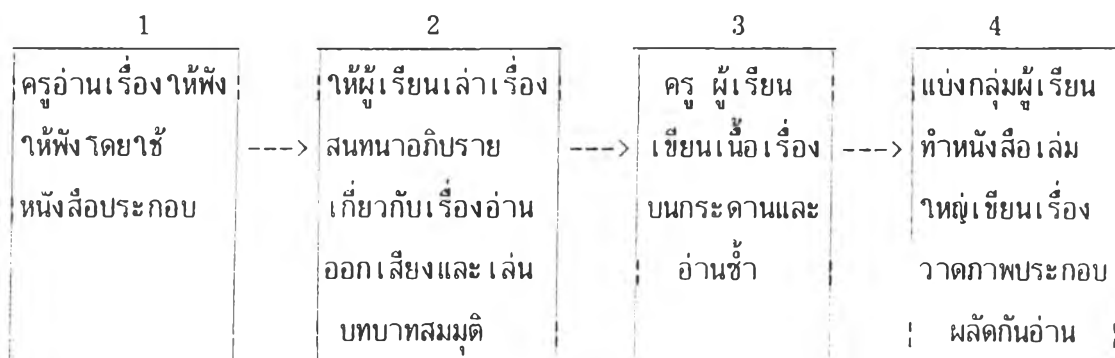 1
ครูอ่านเรื่องให้ฟัง
ให้ฟังโดยใช้
หนังสือประกอบ
--->
2
ให้ผู้เรียนเล่าเรื่อง
สนทนาอภิปราย
เกี่ยวกับเรื่องอ่าน
ออกเสียงและเล่น
บทบาทสมมุติ
--->
3
ครู ผู้เรียน
เขียนเนื้อเรื่อง
บนกระดานและ
อ่านซ้ำ
--->
4
แบ่งกลุ่มผู้เรียน
ทำหนังสือเล่ม
ใหญ่เขียนเรื่อง
วาดภาพประกอบ
ผลัดกันอ่าน